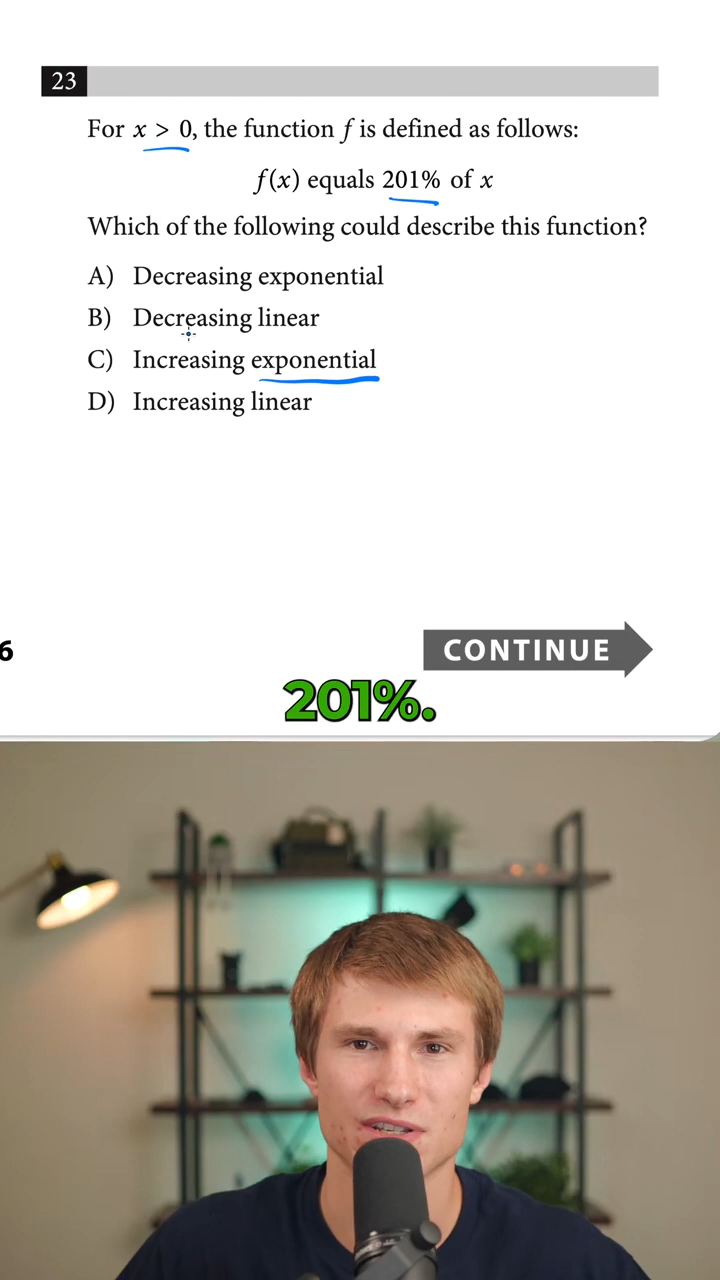 23
For x > 0, the function f is defined as follows:
f(x) equals 201% of x
Which of the following could describe this function?
A) Decreasing exponential
B) Decreasing linear
C) Increasing exponential
D) Increasing linear
6
CONTINUE
201%.